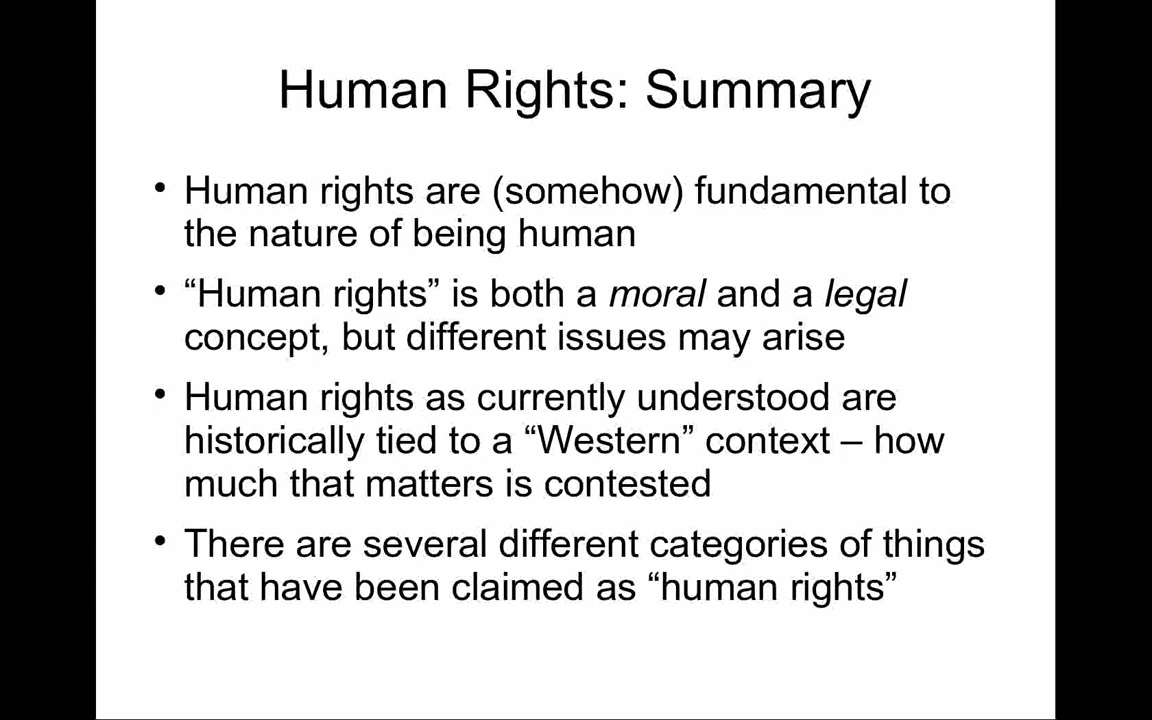 Human Rights: Summary
• Human rights are (somehow) fundamental to
the nature of being human
• “Human rights” is both a moral and a legal
concept, but different issues may arise
• Human rights as currently understood are
historically tied to a “Western” context – how
much that matters is contested
• There are several different categories of things
that have been claimed as “human rights”